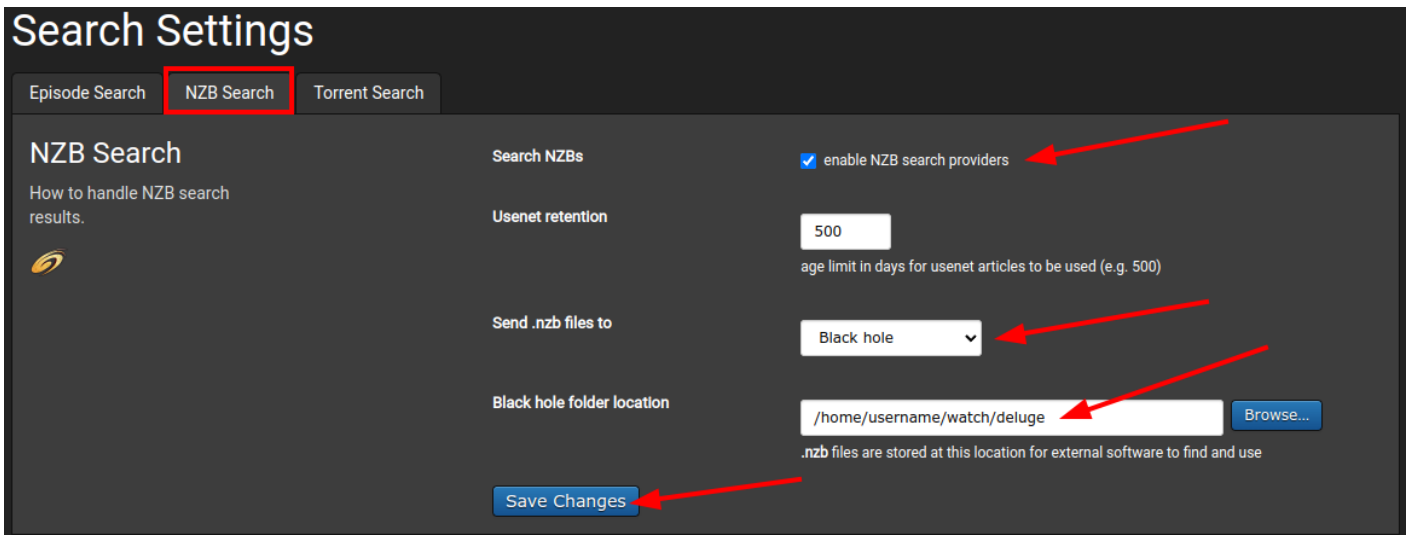 Search Settings
Episode Search NZB Search Torrent Search
NZB Search
How to handle NZB search
results.
Search NZBs
enable NZB search providers
Usenet retention
500
age limit in days for usenet articles to be used (e.g. 500)
Send .nzb files to
Black hole
Black hole folder location
/home/username/watch/deluge
Browse...
.nzb files are stored at this location for external software to find and use
Save Changes